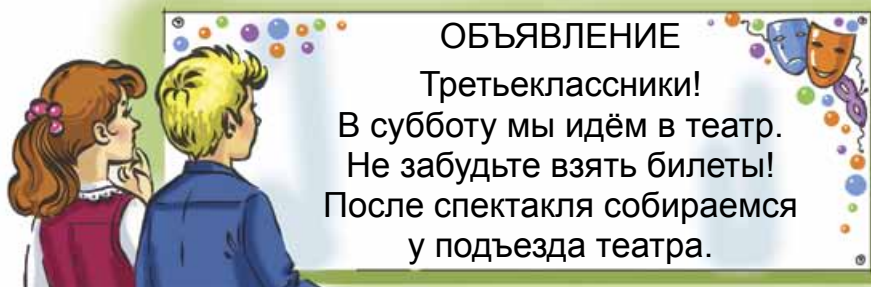 ОБЪЯВЛЕНИЕ
Третьеклассники!
В субботу мы идём в театр.
Не забудьте взять билеты!
После спектакля собираемся
у подъезда театра.